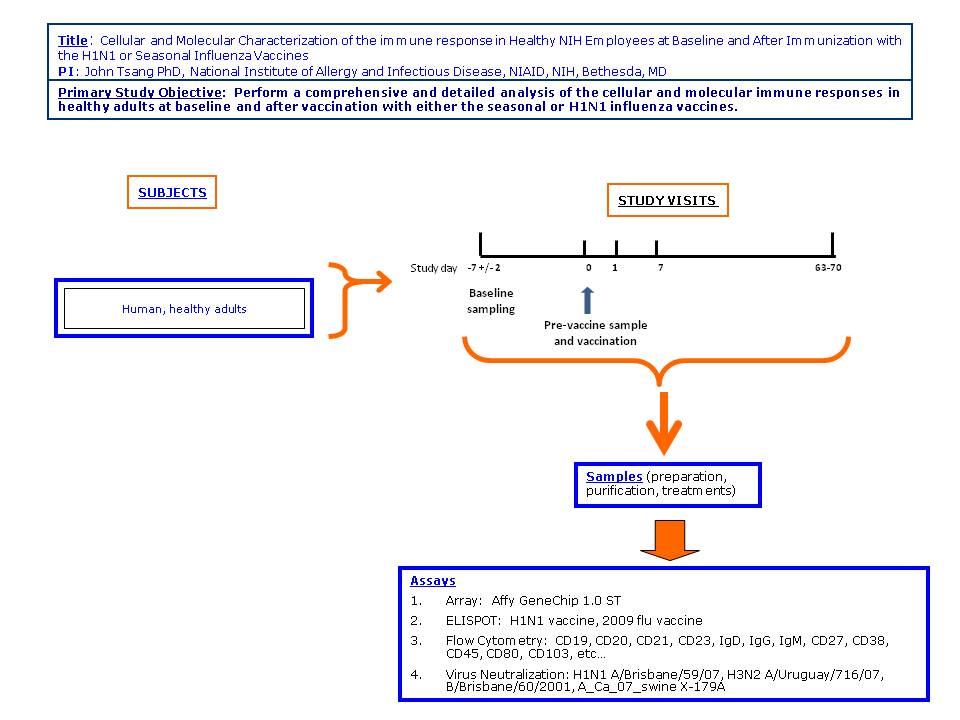 Title: Cellular and Molecular Characterization of the immune response in Healthy NIH Employees at Baseline and After Immunization with
the H1N1 or Seasonal Influenza Vaccines
PI: John Tsang PhD, National Institute of Allergy and Infectious Disease, NIAID, NIH, Bethesda, MD
Primary Study Objective: Perform a comprehensive and detailed analysis of the cellular and molecular immune responses in
healthy adults at baseline and after vaccination with either the seasonal or H1N1 influenza vaccines.
SUBJECTS
STUDY VISITS
Study day -7 +/- 2 0 1 7 63-70
Human, healthy adults
Baseline
sampling
Pre-vaccine sample
and vaccination
Samples (preparation,
purification, treatments)
Assays
1. Array: Affy GeneChip 1.0 ST
2. ELISPOT: H1N1 vaccine, 2009 flu vaccine
3. Flow Cytometry: CD19, CD20, CD21, CD23, IgD, IgG, IgM, CD27, CD38,
CD45, CD80, CD103, etc...
4. Virus Neutralization: H1N1 A/Brisbane/59/07, H3N2 A/Uruguay/716/07,
B/Brisbane/60/2001, A_Ca_07_swine X-179A